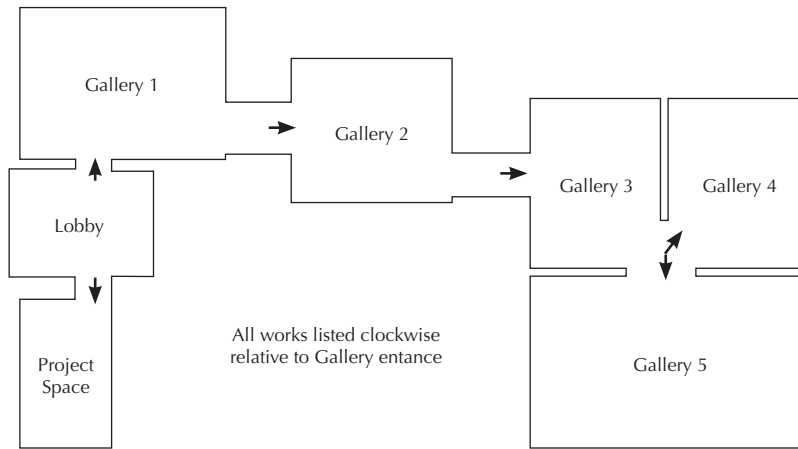 Gallery 1
Gallery 2
Gallery 3
Gallery 4
Lobby
All works listed clockwise
relative to Gallery entance
Project
Space
Gallery 5